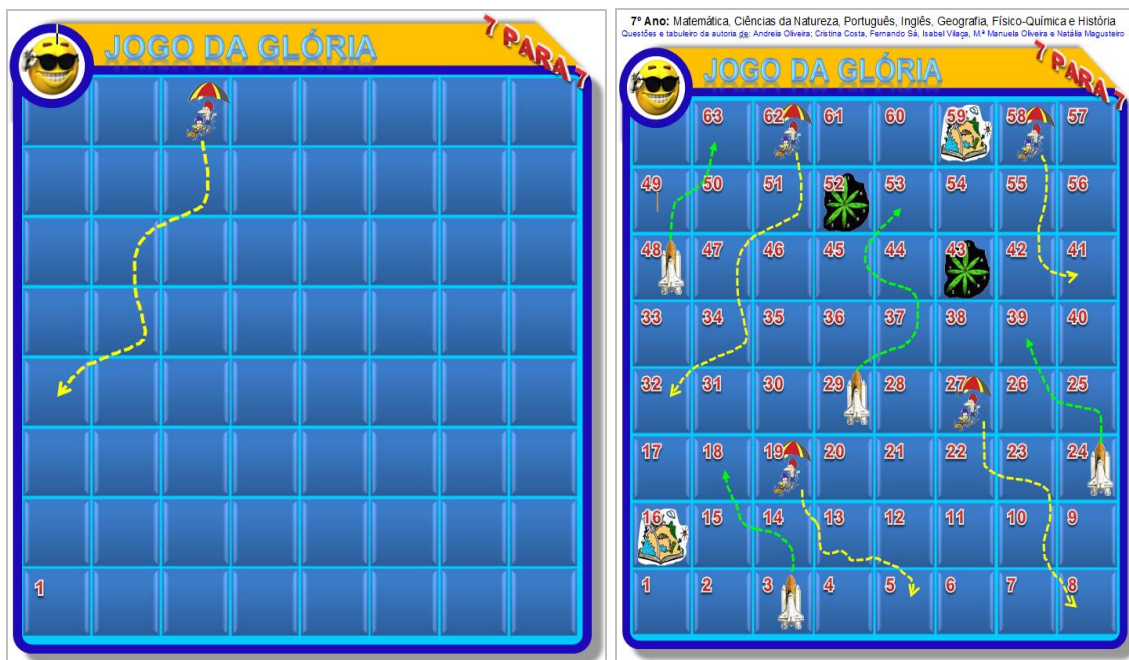 JOGO DA GLÓRIA
7 PARA 7
1
7º Ano: Matemática, Ciências da Natureza, Português, Inglês, Geografia, Físico-Química e História
Questões e tabuleiro da autoria de: Andreia Oliveira; Cristina Costa, Fernando Sá, Isabel Vilaça, M.ª Manuela Oliveira e Natália Magusteiro
JOGO DA GLÓRIA
7 PARA 7
63 62 61 60 59 58 57
49 50 51 52 53 54 55 56
48 47 46 45 44 43 42 41
33 34 35 36 37 38 39 40
32 31 30 29 28 27 26 25
17 18 19 20 21 22 23 24
16 15 14 13 12 11 10 9
1 2 3 4 5 6 7 8